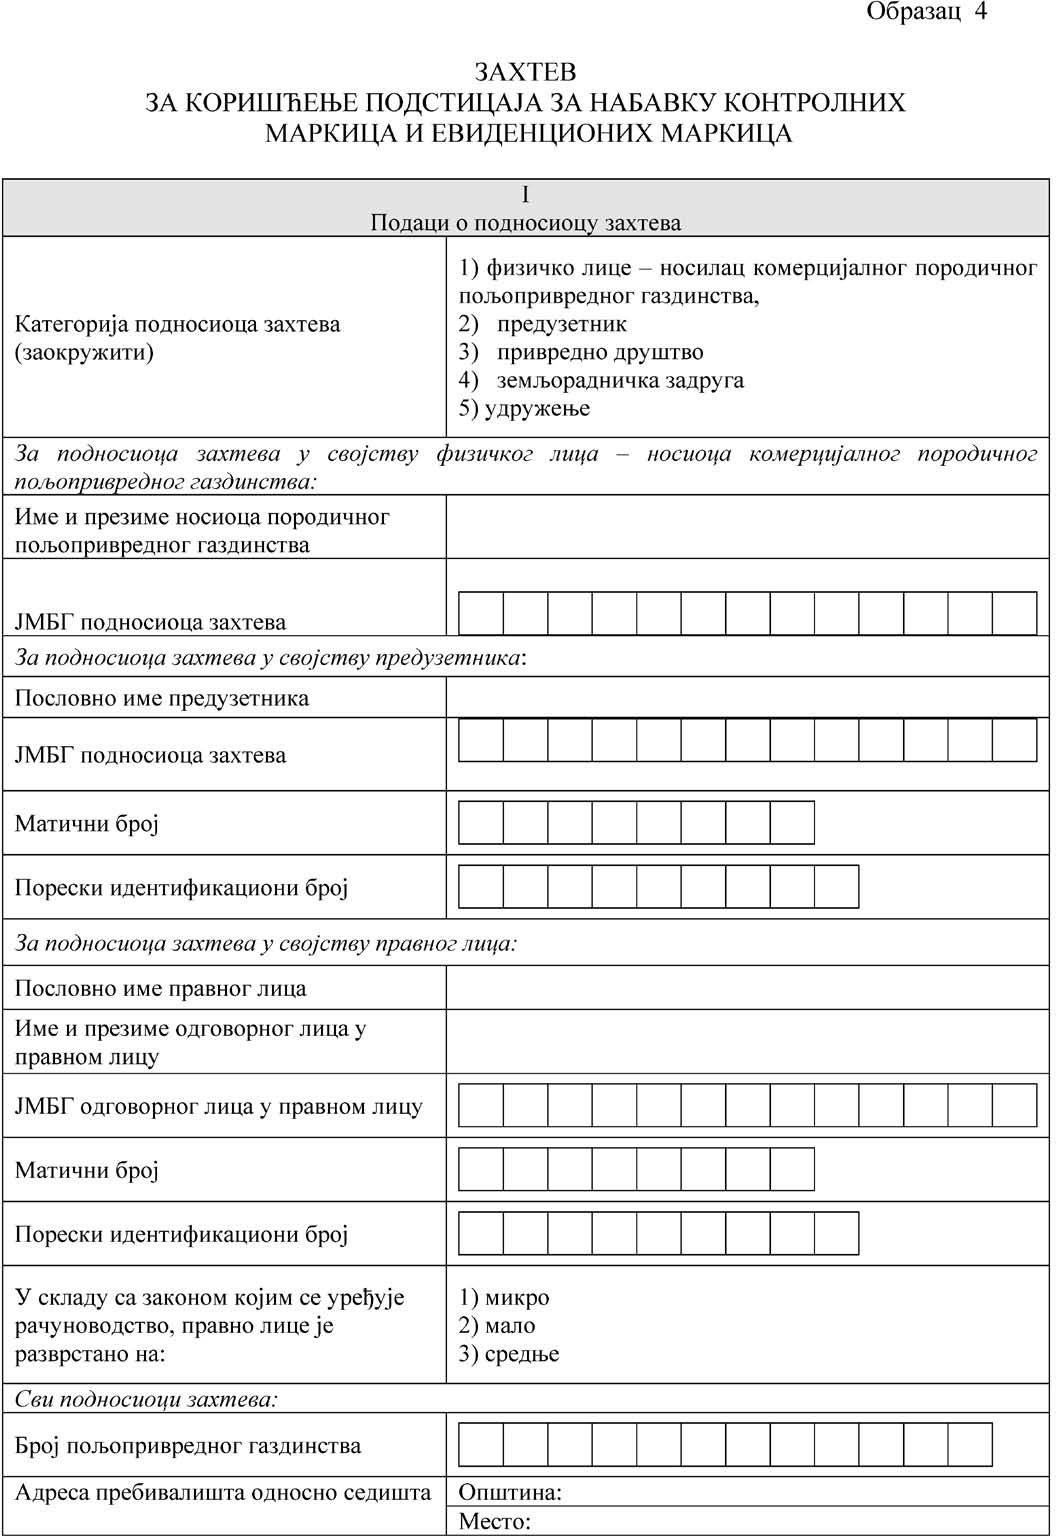 Образац 4
ЗАХТЕВ
ЗА КОРИШЋЕЊЕ ПОДСТИЦАЈА ЗА НАБАВКУ КОНТРОЛНИХ
МАРКИЦА И ЕВИДЕНЦИОНИХ МАРКИЦА
I
Подаци о подносиоцу захтева
Категорија подносиоца захтева
(заокружити)
1) физичко лице – носилац комерцијалног породичног
пољопривредног газдинства,
2) предузетник
3) привредно друштво
4) земљорадничка задруга
5) удружење
За подносиоца захтева у својству физичког лица – носиоца комерцијалног породичног
пољопривредног газдинства:
Име и презиме носиоца породичног
пољопривредног газдинства
ЈМБГ подносиоца захтева
За подносиоца захтева у својству предузетника:
Пословно име предузетника
ЈМБГ подносиоца захтева
Матични број
Порески идентификациони број
За подносиоца захтева у својству правног лица:
Пословно име правног лица
Име и презиме одговорног лица у
правном лицу
ЈМБГ одговорног лица у правном лицу
Матични број
Порески идентификациони број
У складу са законом којим се уређује
рачуноводство, правно лице је
разврстано на:
1) микро
2) мало
3) средње
Сви подносиоци захтева:
Број пољопривредног газдинства
Адреса пребивалишта односно седишта
Општина:
Место: